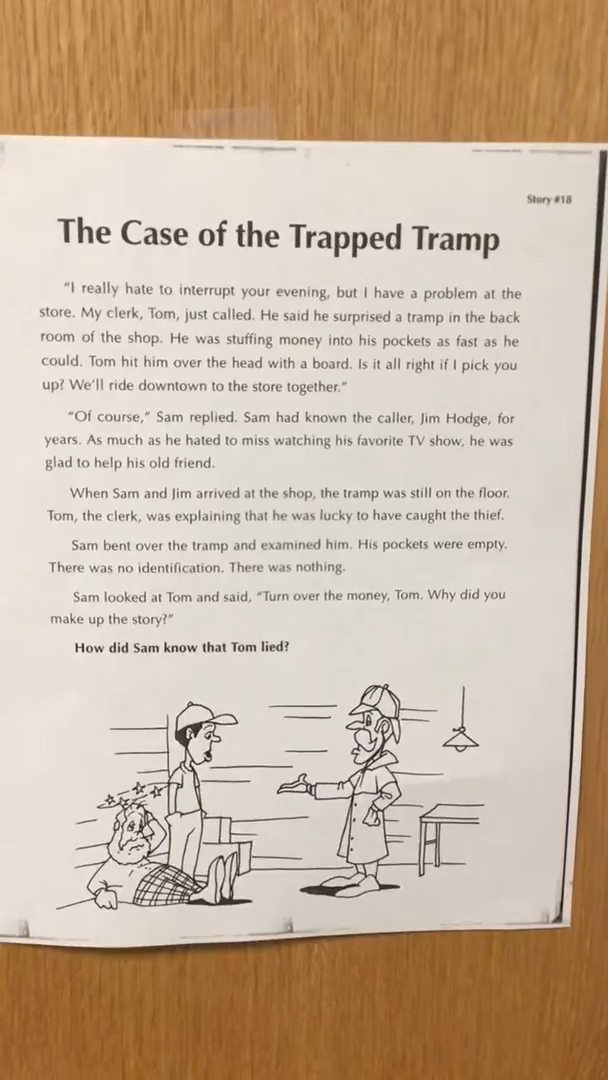 Story #18
The Case of the Trapped Tramp
"I really hate to interrupt your evening, but I have a problem at the
store. My clerk, Tom, just called. He said he surprised a tramp in the back
room of the shop. He was stuffing money into his pockets as fast as he
could. Tom hit him over the head with a board. Is it all right if I pick you
up? We'll ride downtown to the store together."
"Of course," Sam replied. Sam had known the caller, Jim Hodge, for
years. As much as he hated to miss watching his favorite TV show, he was
glad to help his old friend.
When Sam and Jim arrived at the shop, the tramp was still on the floor.
Tom, the clerk, was explaining that he was lucky to have caught the thief.
Sam bent over the tramp and examined him. His pockets were empty.
There was no identification. There was nothing.
Sam looked at Tom and said, "Turn over the money, Tom. Why did you
make up the story?"
How did Sam know that Tom lied?